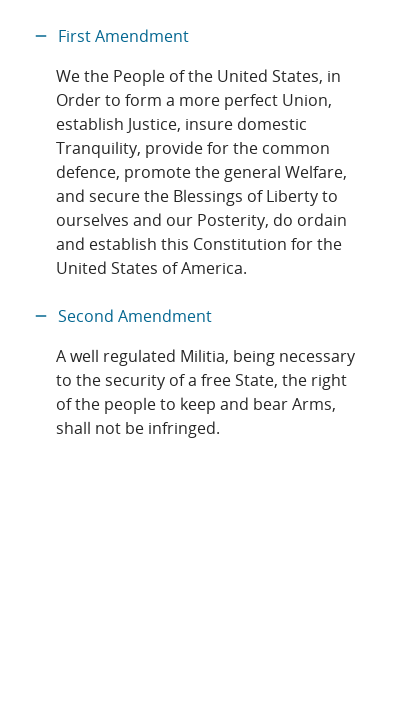 First Amendment
We the People of the United States, in
Order to form a more perfect Union,
establish Justice, insure domestic
Tranquility, provide for the common
defence, promote the general Welfare,
and secure the Blessings of Liberty to
ourselves and our Posterity, do ordain
and establish this Constitution for the
United States of America.
Second Amendment
A well regulated Militia, being necessary
to the security of a free State, the right
of the people to keep and bear Arms,
shall not be infringed.